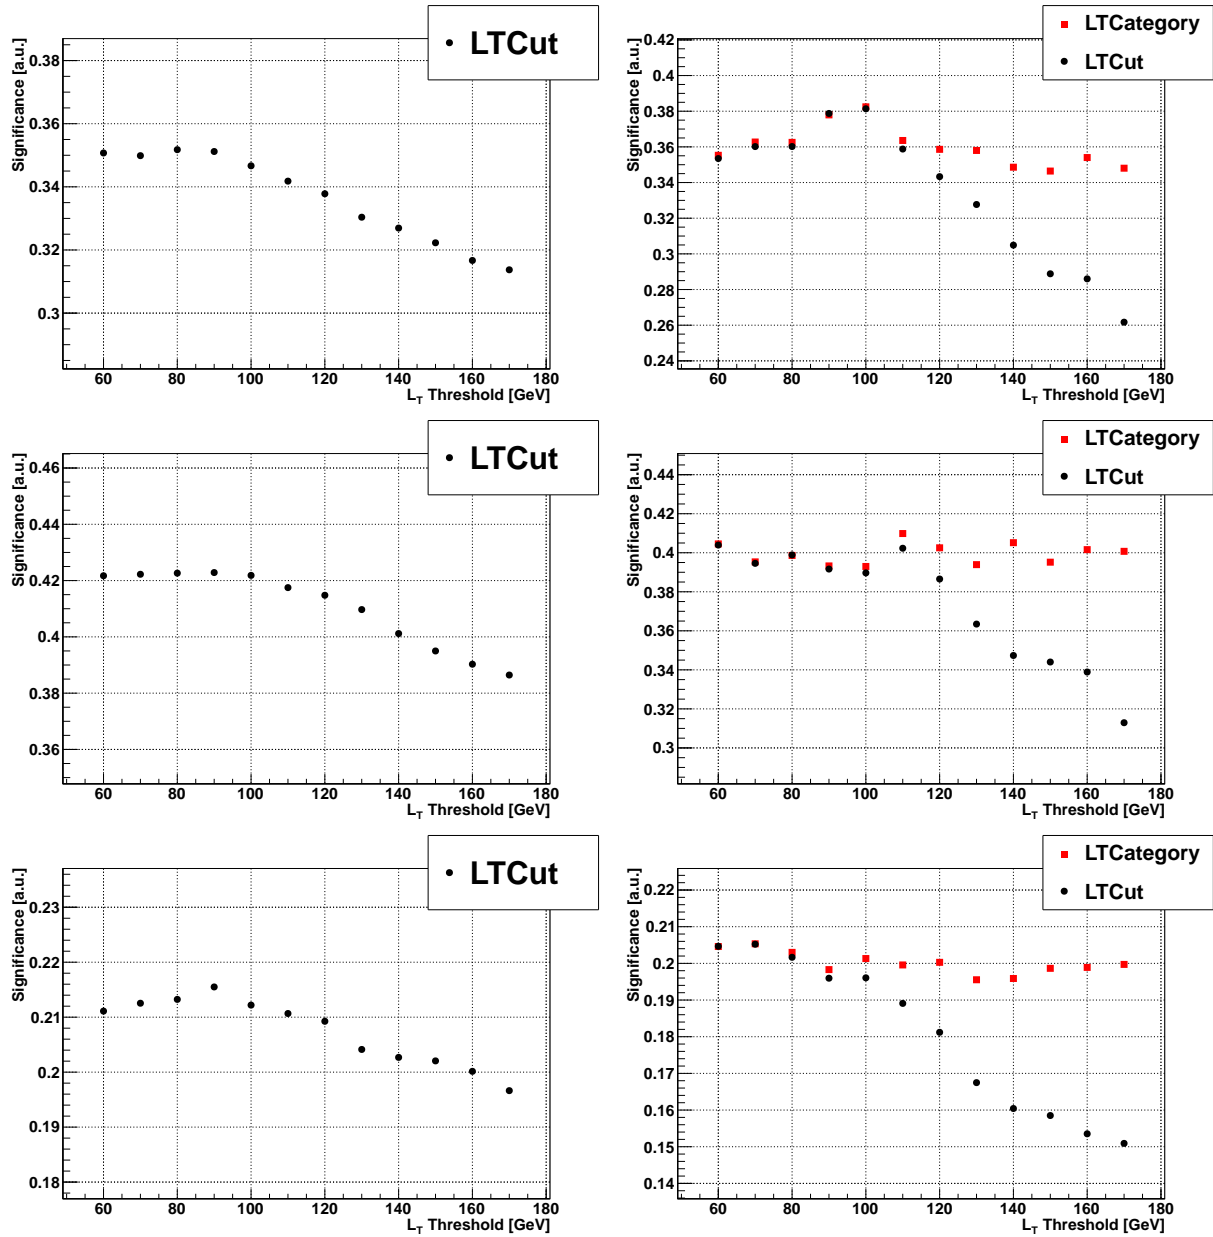 LTCut
Significance [a.u.]
0.38
0.36
0.34
0.32
0.3
60 80 100 120 140 160 180
L_T Threshold [GeV]
LTCategory
LTCut
Significance [a.u.]
0.42
0.4
0.38
0.36
0.34
0.32
0.3
0.28
0.26
0.24
60 80 100 120 140 160 180
L_T Threshold [GeV]
LTCut
Significance [a.u.]
0.46
0.44
0.42
0.4
0.38
0.36
60 80 100 120 140 160 180
L_T Threshold [GeV]
LTCategory
LTCut
Significance [a.u.]
0.44
0.42
0.4
0.38
0.36
0.34
0.32
0.3
60 80 100 120 140 160 180
L_T Threshold [GeV]
LTCut
Significance [a.u.]
0.23
0.22
0.21
0.2
0.19
0.18
60 80 100 120 140 160 180
L_T Threshold [GeV]
LTCategory
LTCut
Significance [a.u.]
0.22
0.21
0.2
0.19
0.18
0.17
0.16
0.15
0.14
60 80 100 120 140 160 180
L_T Threshold [GeV]